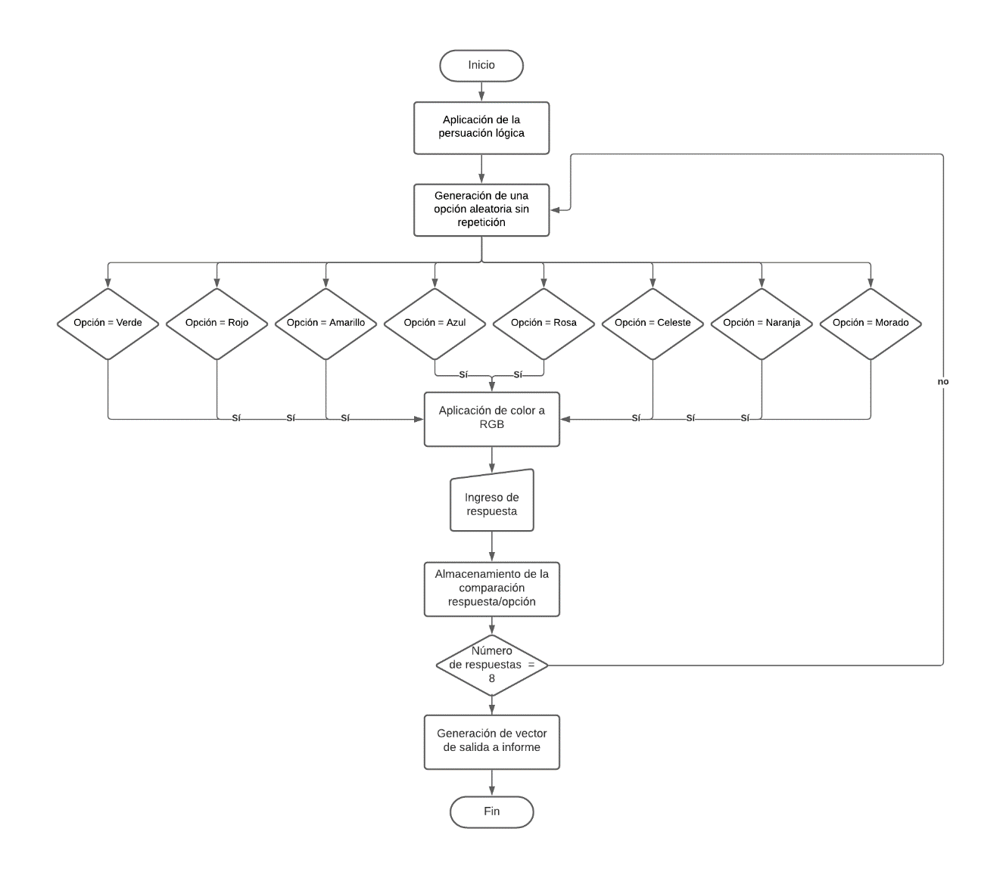 Inicio
Aplicación de la
persuación lógica
Generación de una
opción aleatoria sin
repetición
Opción = Verde
Opción = Rojo
Opción = Amarillo
Opción = Azul
Opción = Rosa
Opción = Celeste
Opción = Naranja
Opción = Morado
Sí
Sí
no
Sí
Sí
Sí
Aplicación de color a
RGB
Sí
Sí
Sí
Ingreso de
respuesta
Almacenamiento de la
comparación
respuesta/opción
Número
de respuestas =
8
Generación de vector
de salida a informe
Fin